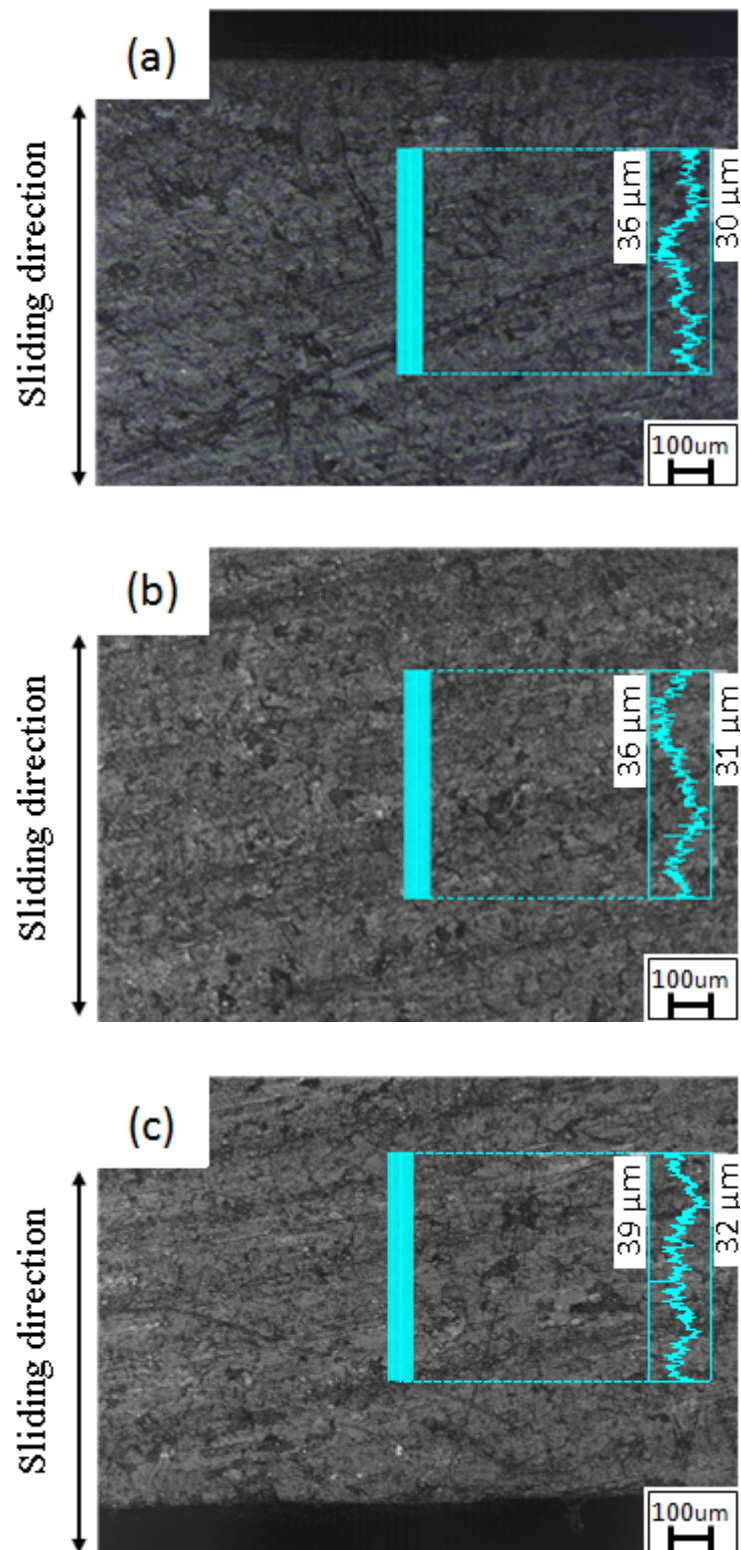 (a)
Sliding direction
36 µm
30 µm
100um
(b)
Sliding direction
36 µm
31 µm
100um
(c)
Sliding direction
39 µm
32 µm
100um